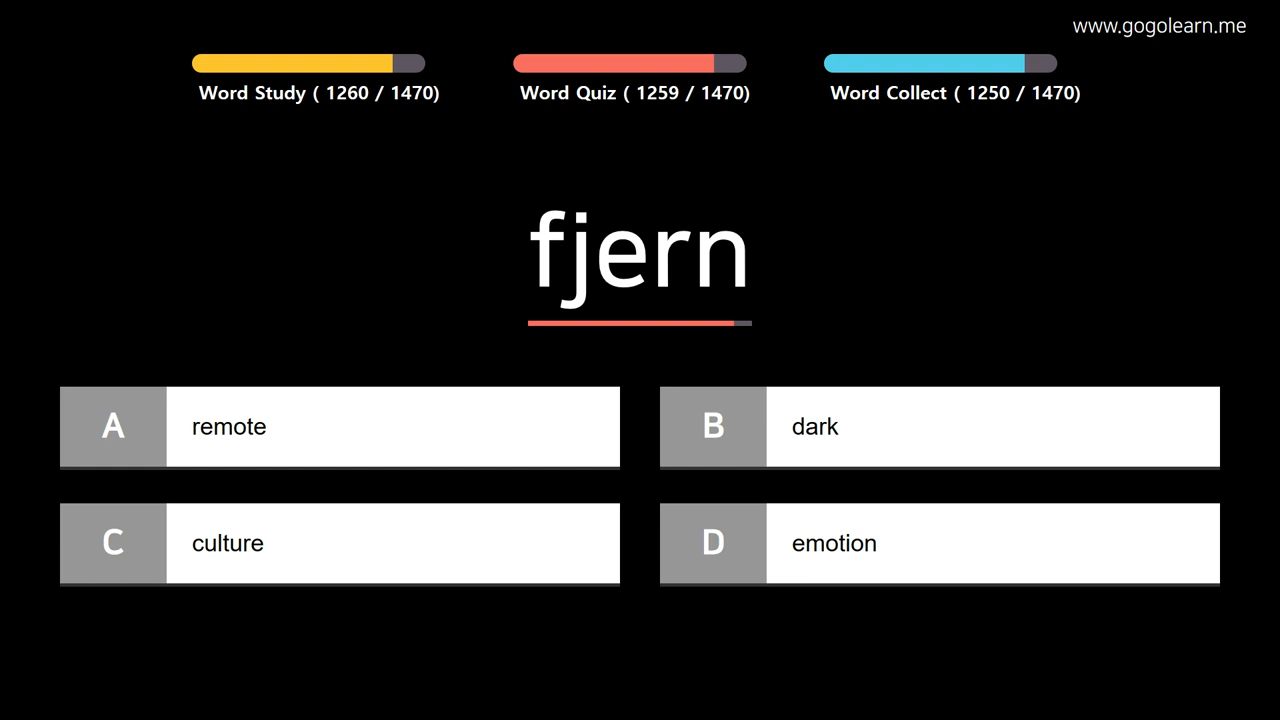 www.gogolearn.me
Word Study ( 1260 / 1470)
Word Quiz ( 1259 / 1470)
Word Collect ( 1250 / 1470)
fjern
A remote
B dark
C culture
D emotion